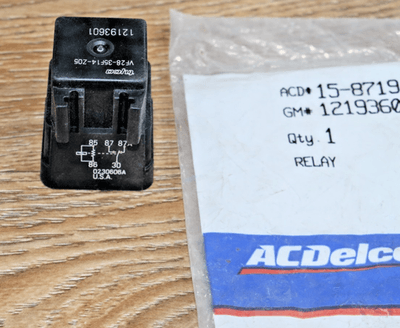 12193601
VF28-35F14-Z05
tyco
85 87 87A
86 30
D230606A
U.S.A.
ACD# 15-8719
GM# 1219360
Qty. 1
RELAY
ACDelco